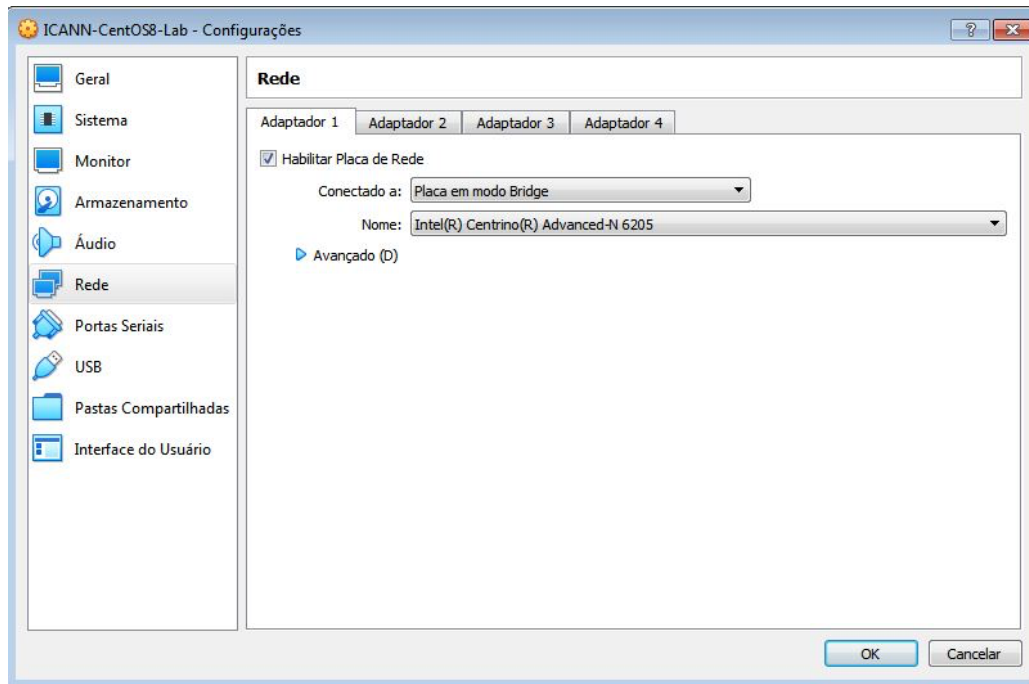 ICANN-CentOS8-Lab - Configurações
Geral
Sistema
Monitor
Armazenamento
Áudio
Rede
Portas Seriais
USB
Pastas Compartilhadas
Interface do Usuário
Rede
Adaptador 1 Adaptador 2 Adaptador 3 Adaptador 4
Habilitar Placa de Rede
Conectado a: Placa em modo Bridge
Nome: Intel(R) Centrino(R) Advanced-N 6205
Avançado (D)
OK Cancelar